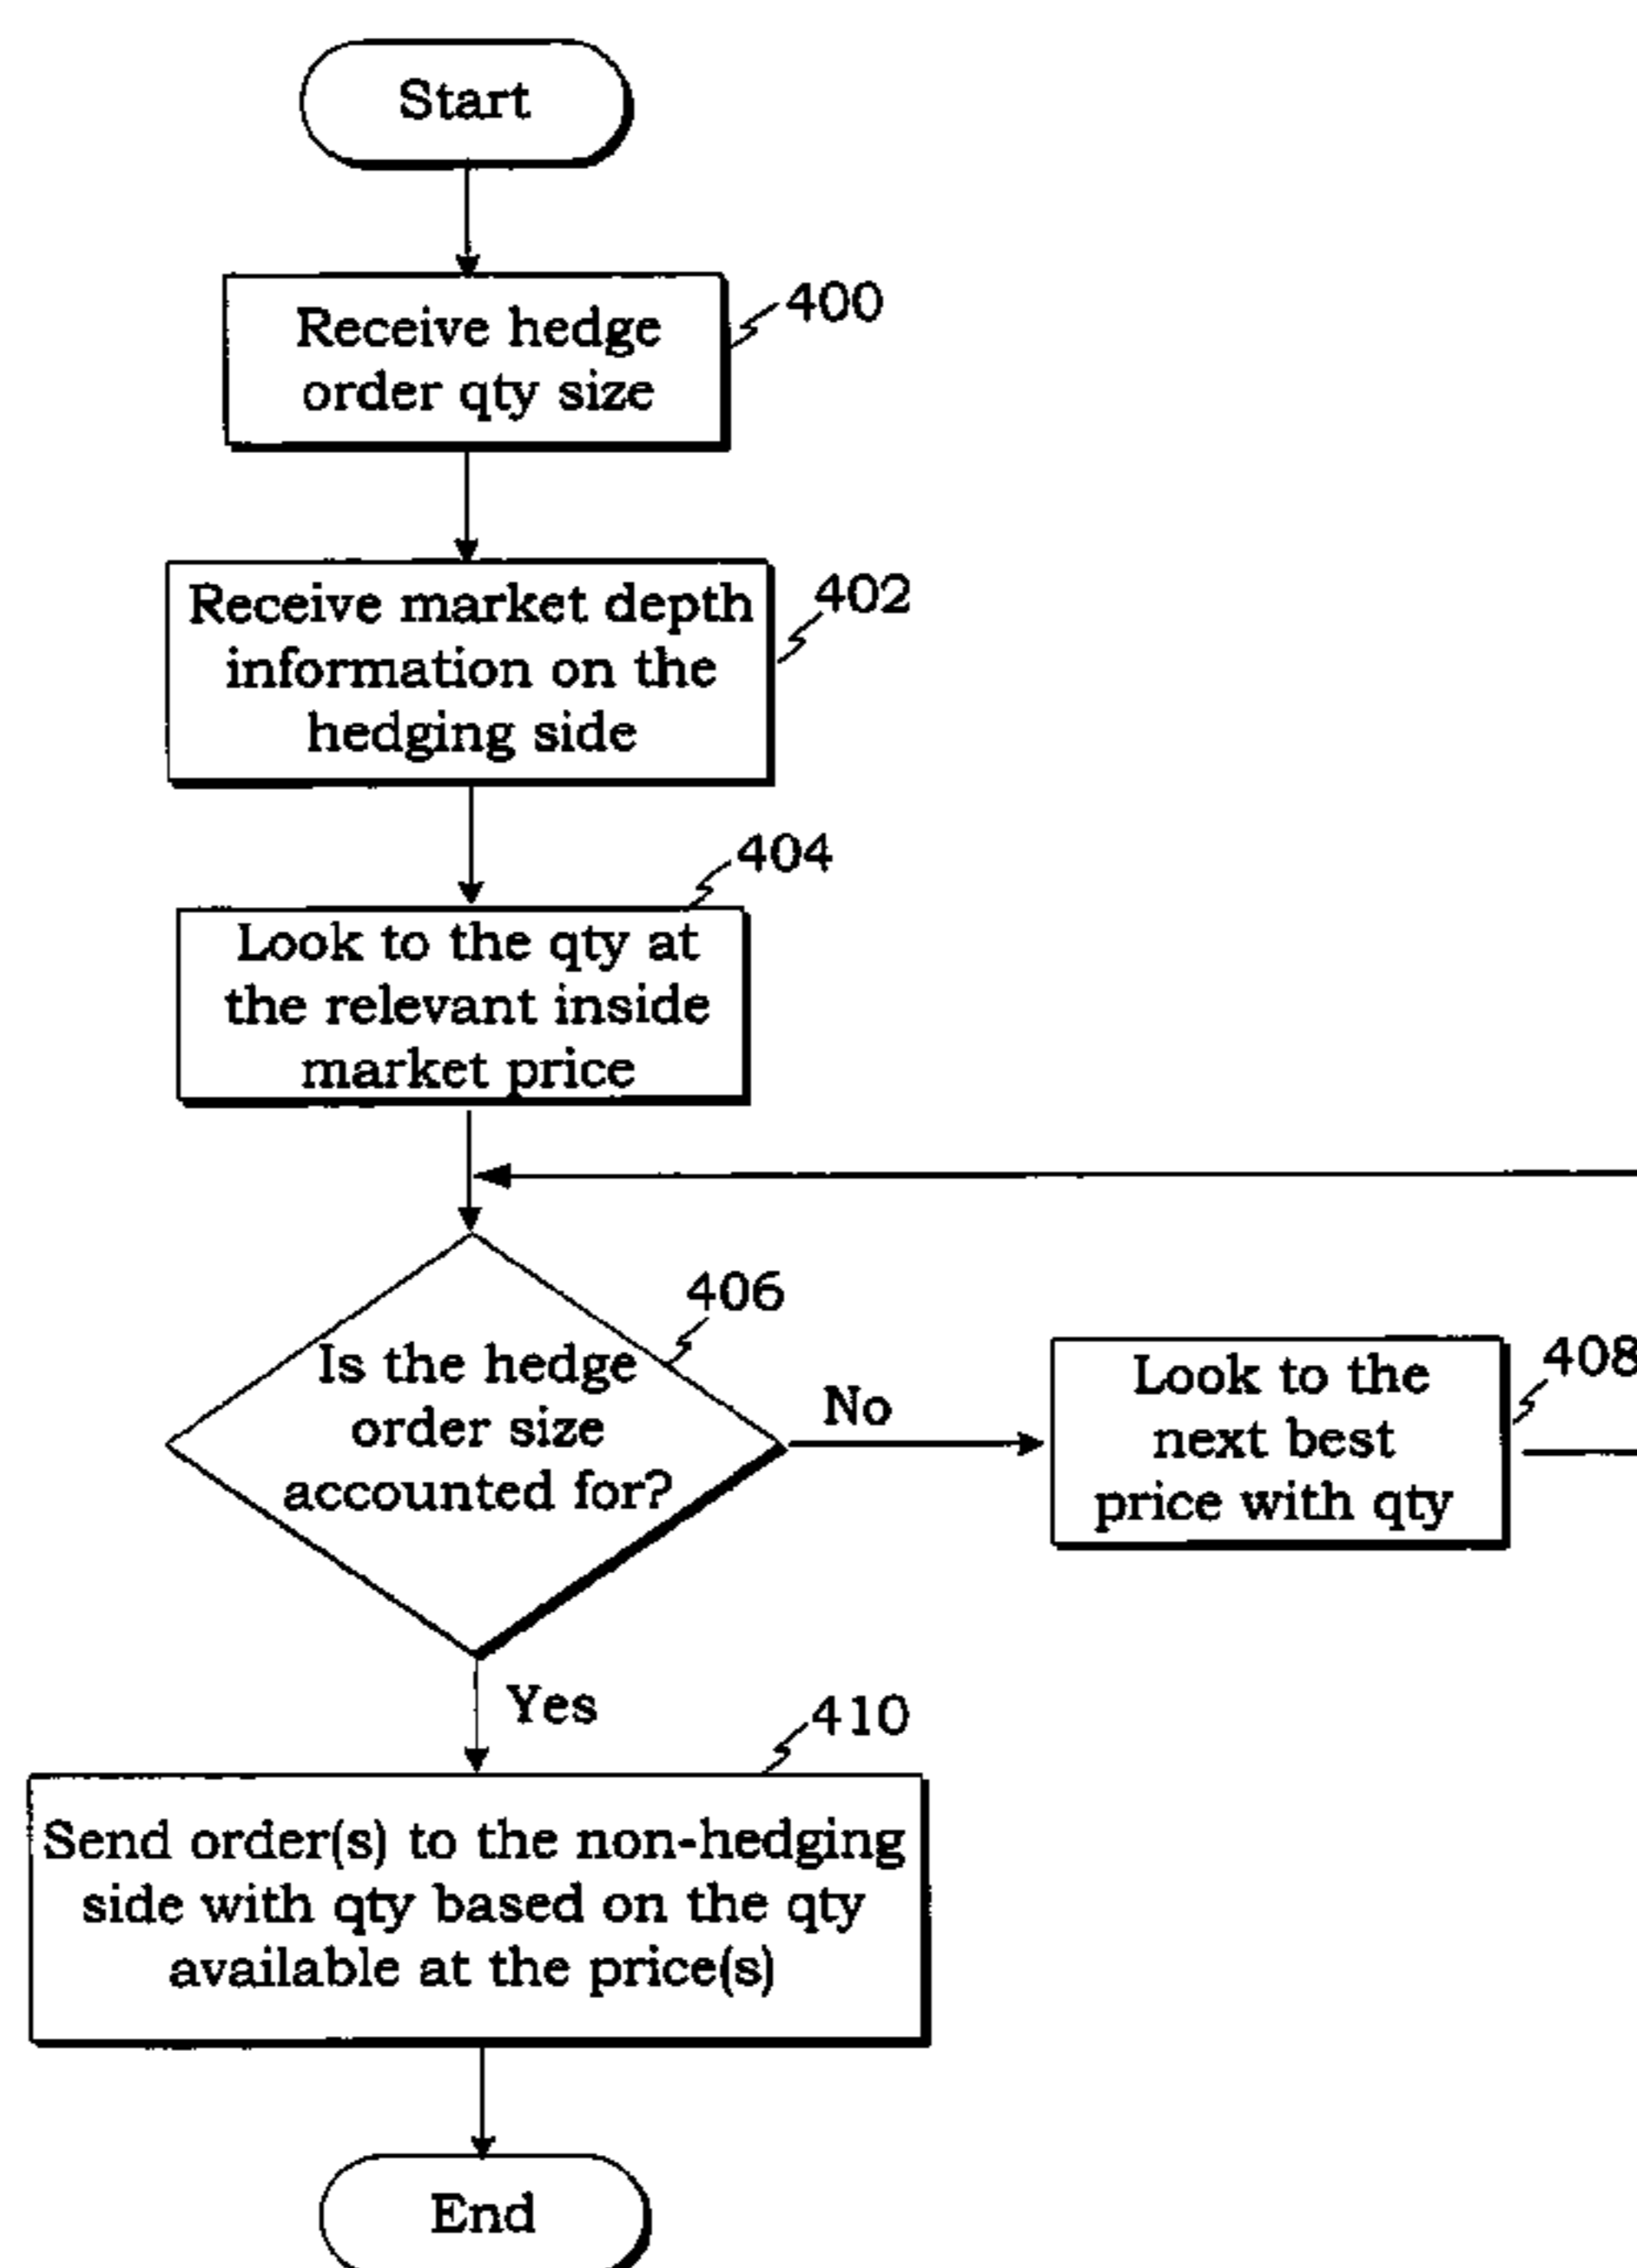 Start
400
Receive hedge
order qty size
402
Receive market depth
information on the
hedging side
404
Look to the qty at
the relevant inside
market price
406
Is the hedge
order size
accounted for?
No
408
Look to the
next best
price with qty
Yes
410
Send order(s) to the non-hedging
side with qty based on the qty
available at the price(s)
End